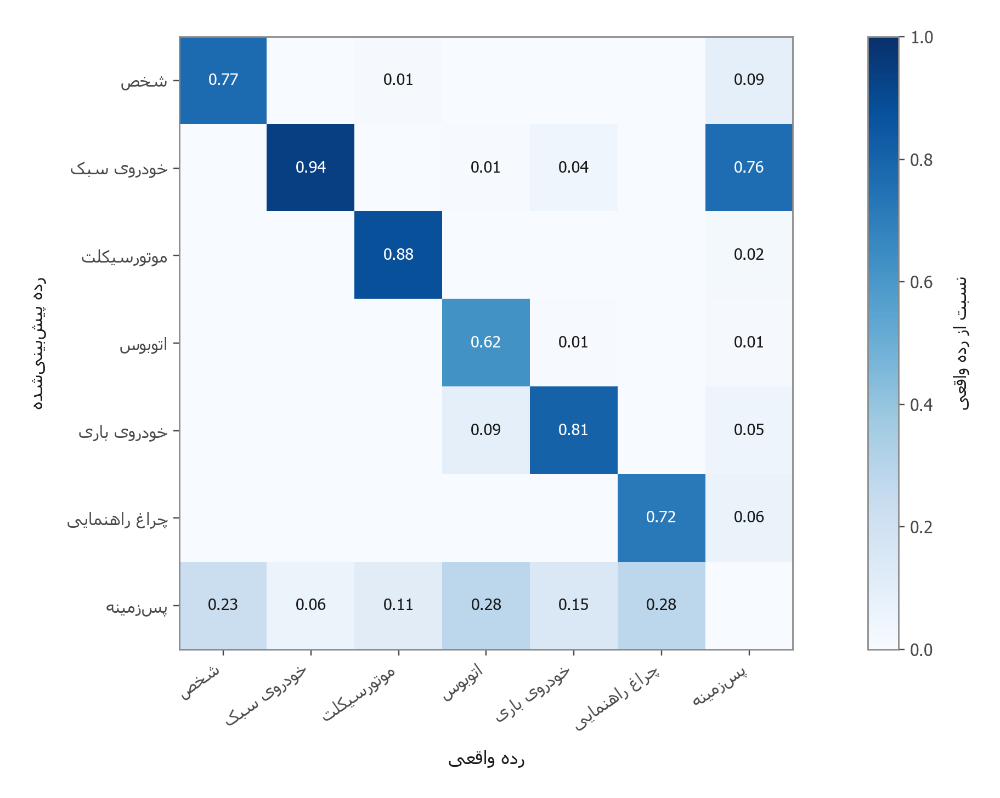 شخص 0.77 0.01 0.09
خودروی سبک 0.94 0.01 0.04 0.76
موتورسیکلت 0.88 0.02
اتوبوس 0.62 0.01 0.01
خودروی باری 0.09 0.81 0.05
چراغ راهنمایی 0.72 0.06
پس‌زمینه 0.23 0.06 0.11 0.28 0.15 0.28
شخص
خودروی سبک
موتورسیکلت
اتوبوس
خودروی باری
چراغ راهنمایی
پس‌زمینه
رده واقعی
رده پیش‌بینی‌شده
1.0
0.8
0.6
0.4
0.2
0.0
نسبت از رده واقعی